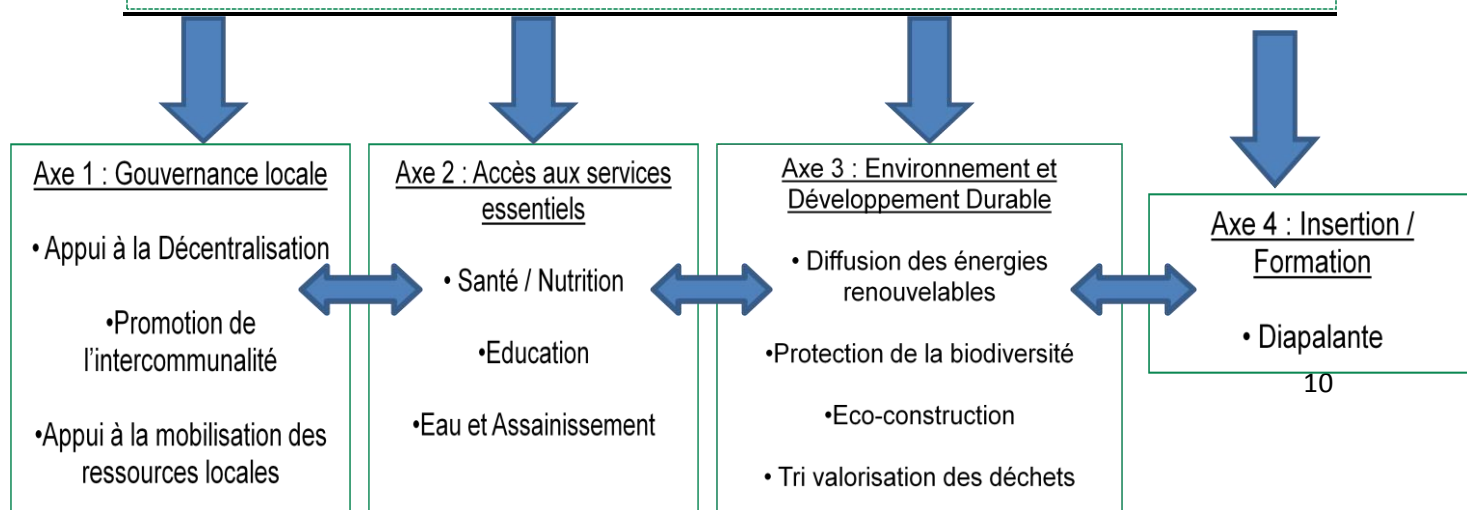 Axe 1 : Gouvernance locale
• Appui à la Décentralisation
•Promotion de
l’intercommunalité
•Appui à la mobilisation des
ressources locales
Axe 2 : Accès aux services
essentiels
• Santé / Nutrition
•Education
•Eau et Assainissement
Axe 3 : Environnement et
Développement Durable
• Diffusion des énergies
renouvelables
•Protection de la biodiversité
•Eco-construction
• Tri valorisation des déchets
Axe 4 : Insertion /
Formation
• Diapalante
10